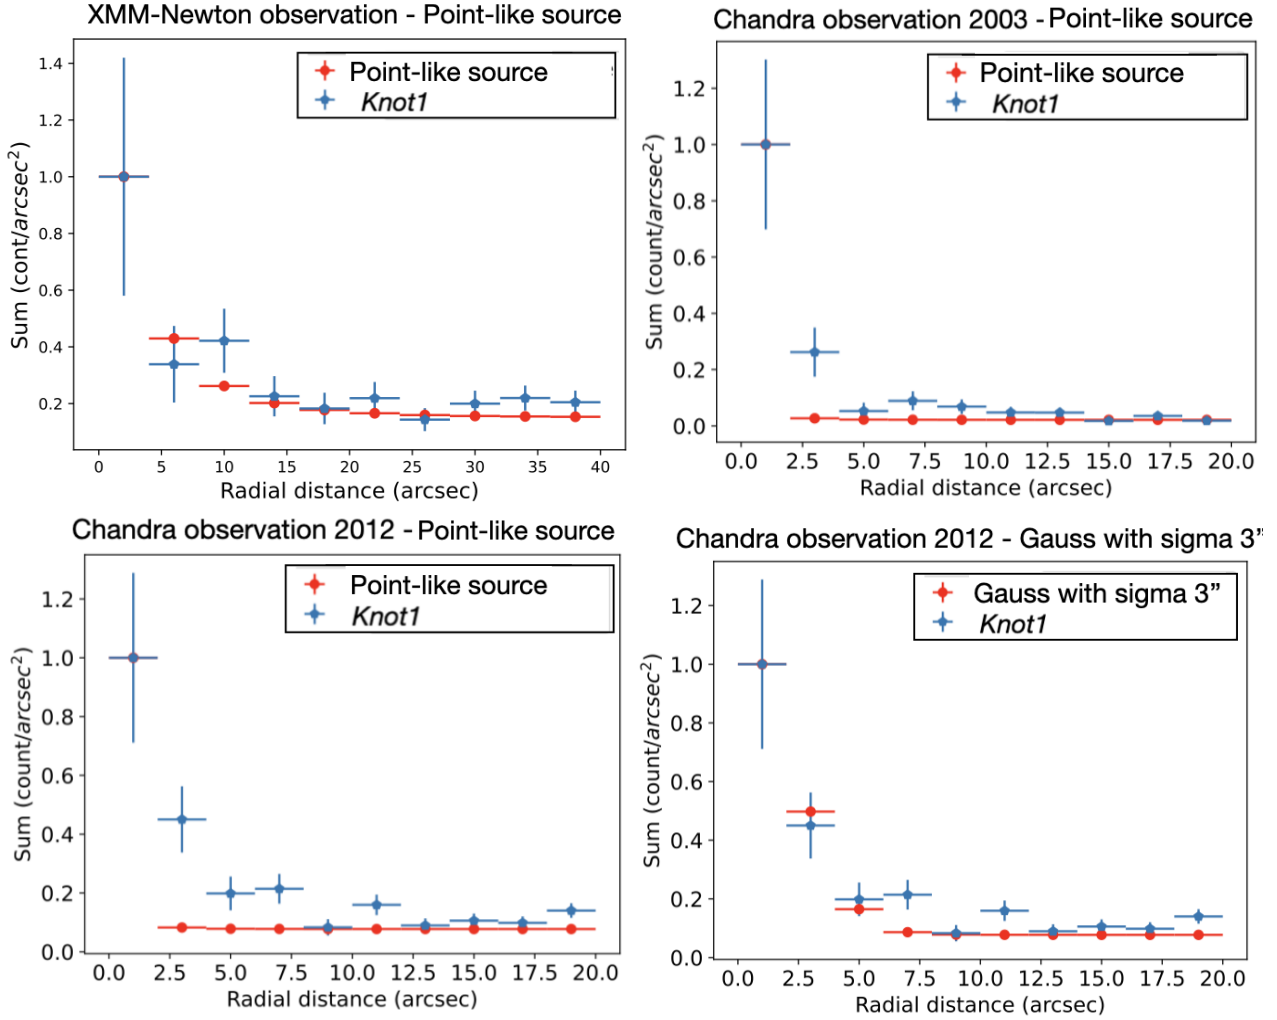 XMM-Newton observation - Point-like source
Point-like source
Knot1
Sum (cont/arcsec²)
1.4
1.2
1.0
0.8
0.6
0.4
0.2
0 5 10 15 20 25 30 35 40
Radial distance (arcsec)
Chandra observation 2003 - Point-like source
Point-like source
Knot1
Sum (count/arcsec²)
1.2
1.0
0.8
0.6
0.4
0.2
0.0
0.0 2.5 5.0 7.5 10.0 12.5 15.0 17.5 20.0
Radial distance (arcsec)
Chandra observation 2012 - Point-like source
Point-like source
Knot1
Sum (count/arcsec²)
1.2
1.0
0.8
0.6
0.4
0.2
0.0
0.0 2.5 5.0 7.5 10.0 12.5 15.0 17.5 20.0
Radial distance (arcsec)
Chandra observation 2012 - Gauss with sigma 3”
Gauss with sigma 3”
Knot1
Sum (count/arcsec²)
1.2
1.0
0.8
0.6
0.4
0.2
0.0
0.0 2.5 5.0 7.5 10.0 12.5 15.0 17.5 20.0
Radial distance (arcsec)